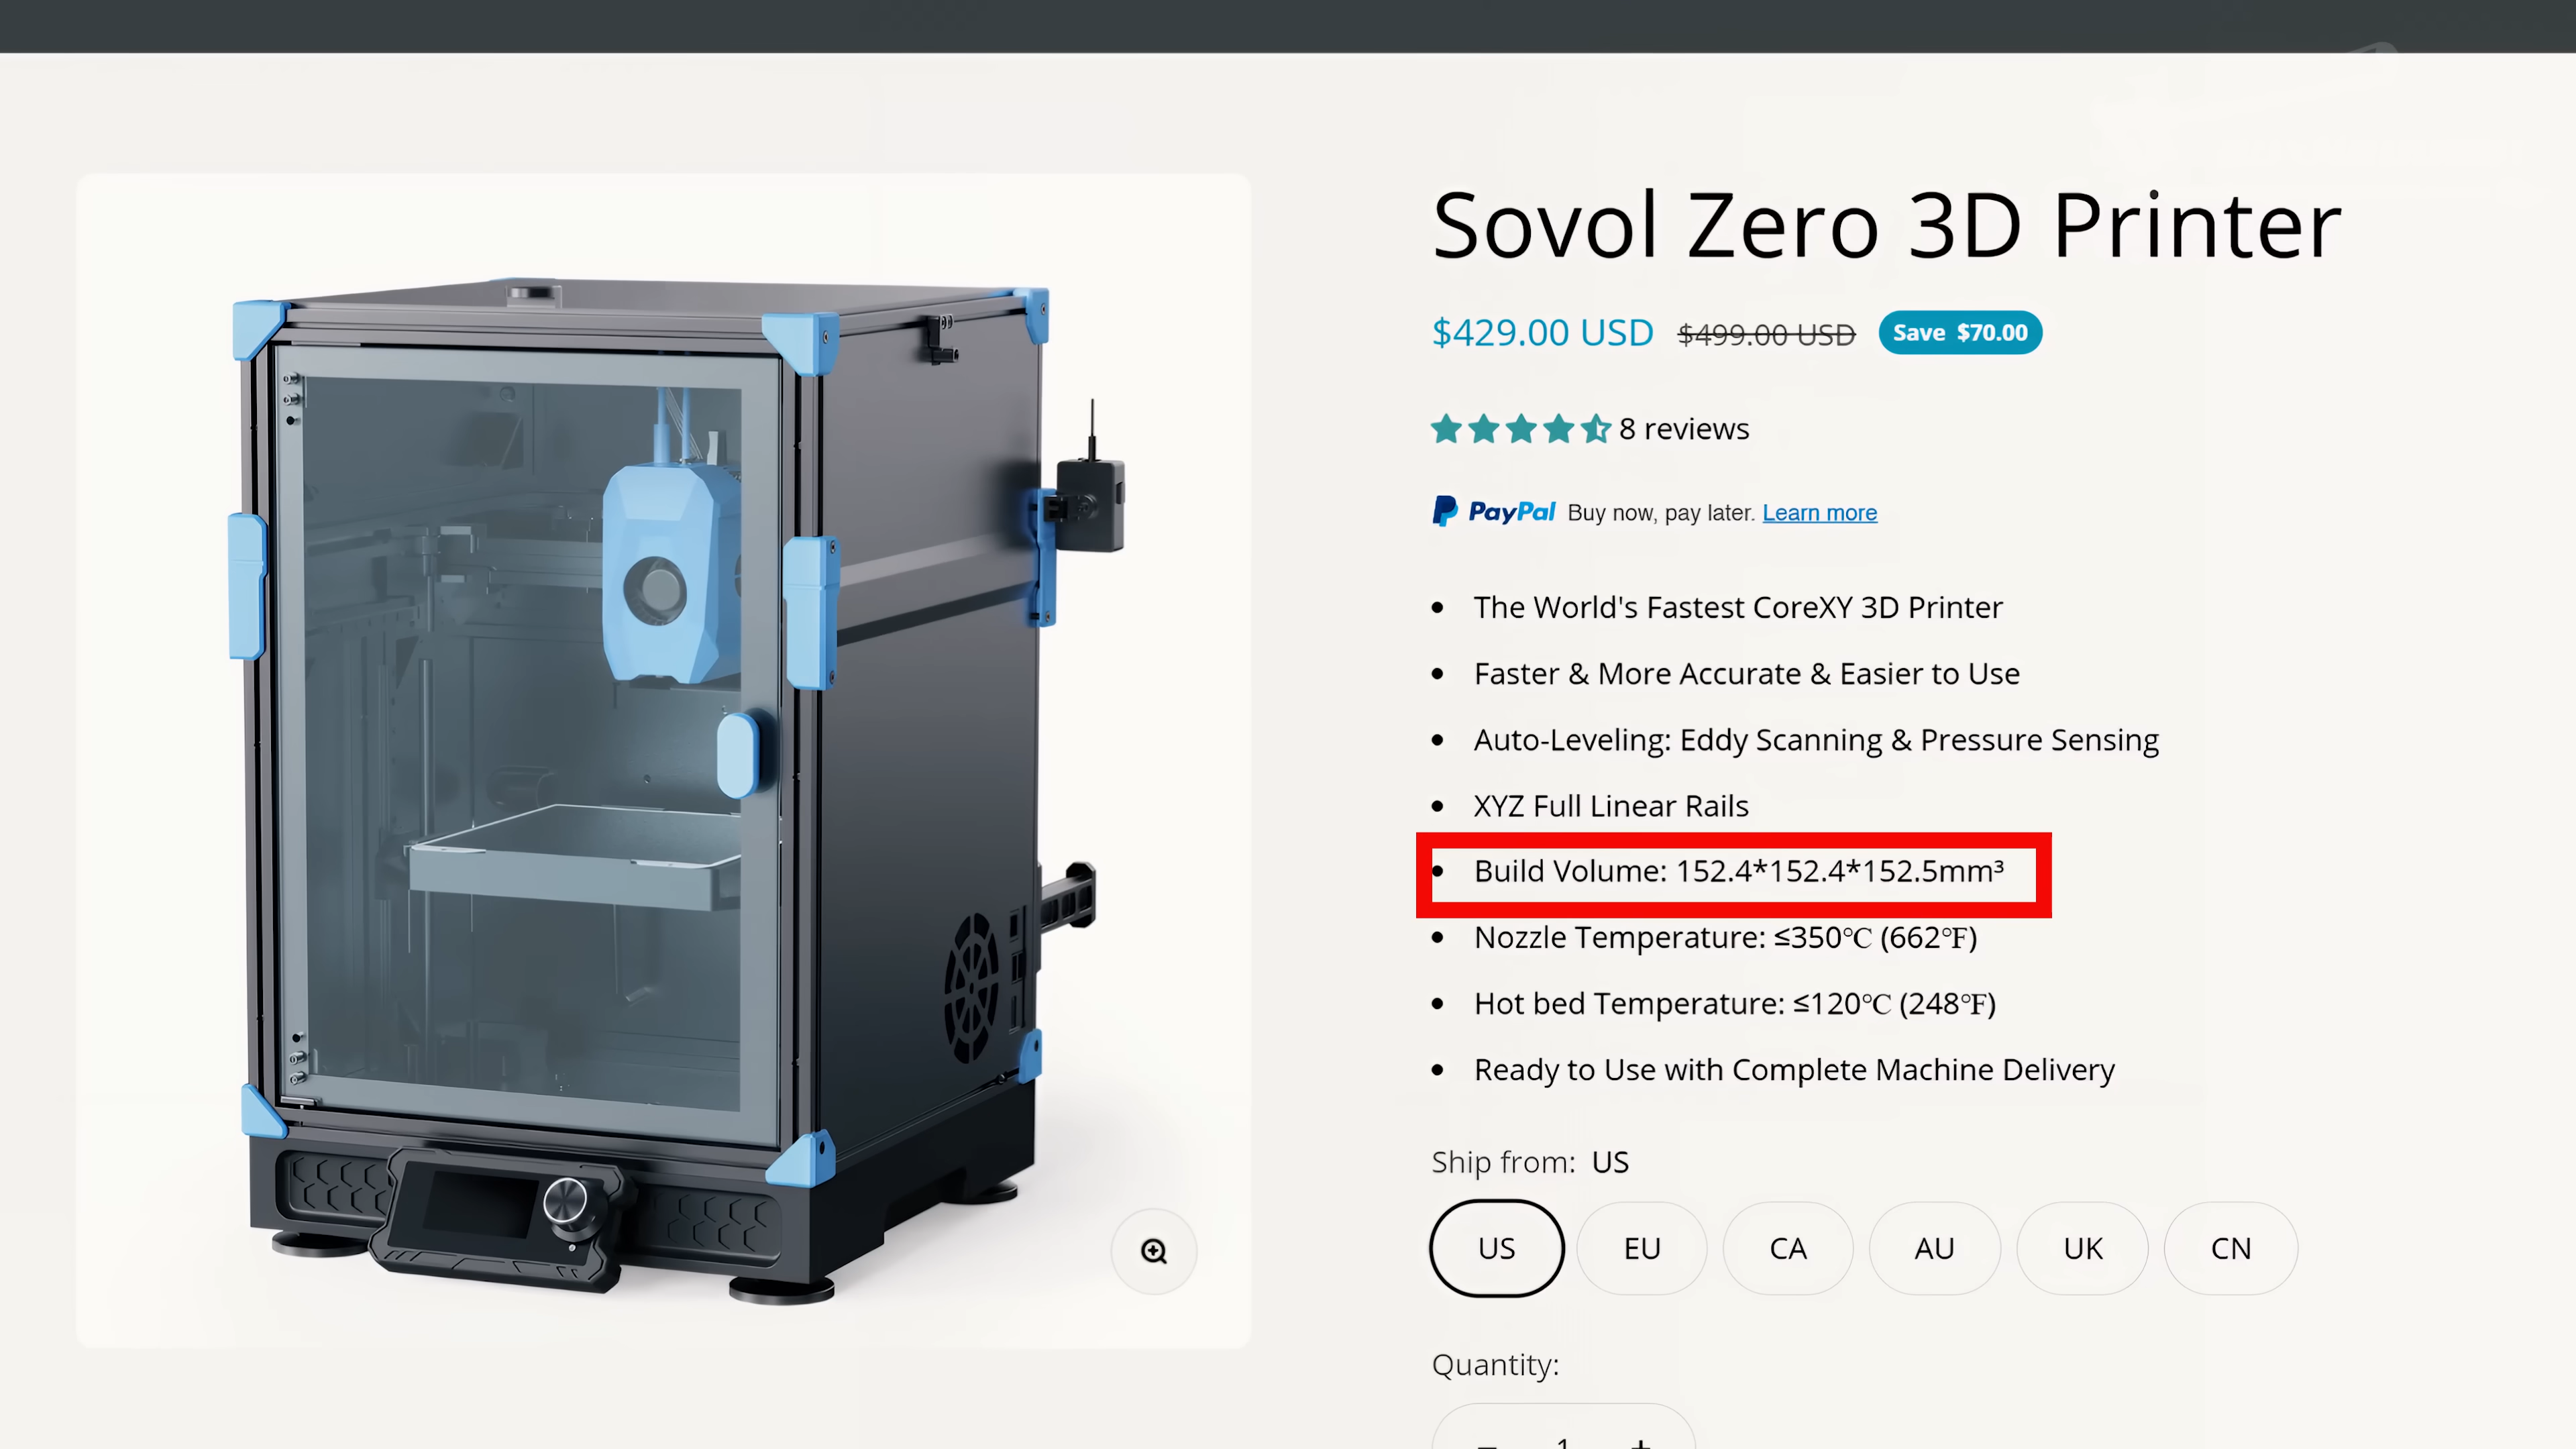 Sovol Zero 3D Printer
$429.00 USD $499.00 USD Save $70.00
8 reviews
PayPal Buy now, pay later. Learn more
• The World's Fastest CoreXY 3D Printer
• Faster & More Accurate & Easier to Use
• Auto-Leveling: Eddy Scanning & Pressure Sensing
• XYZ Full Linear Rails
• Build Volume: 152.4*152.4*152.5mm³
• Nozzle Temperature: ≤350℃ (662℉)
• Hot bed Temperature: ≤120℃ (248℉)
• Ready to Use with Complete Machine Delivery
Ship from: US
US EU CA AU UK CN
Quantity:
− 1 +